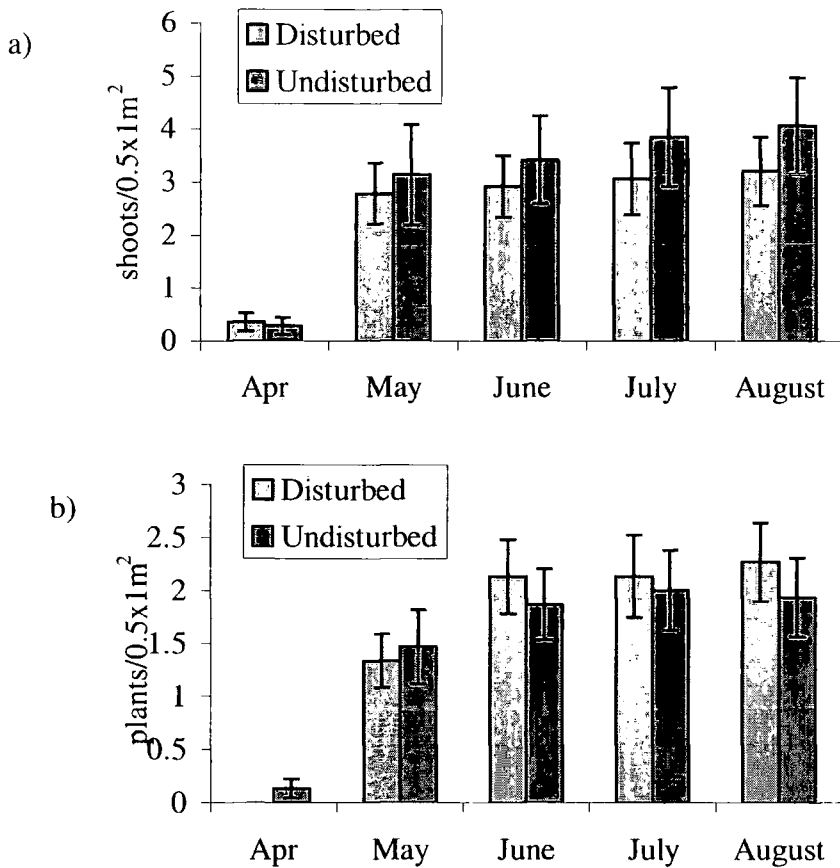 a)
shoots/0.5x1m²
6
5
4
3
2
1
0
Disturbed
Undisturbed
Apr May June July August
b)
plants/0.5x1m²
3
2.5
2
1.5
1
0.5
0
Disturbed
Undisturbed
Apr May June July August